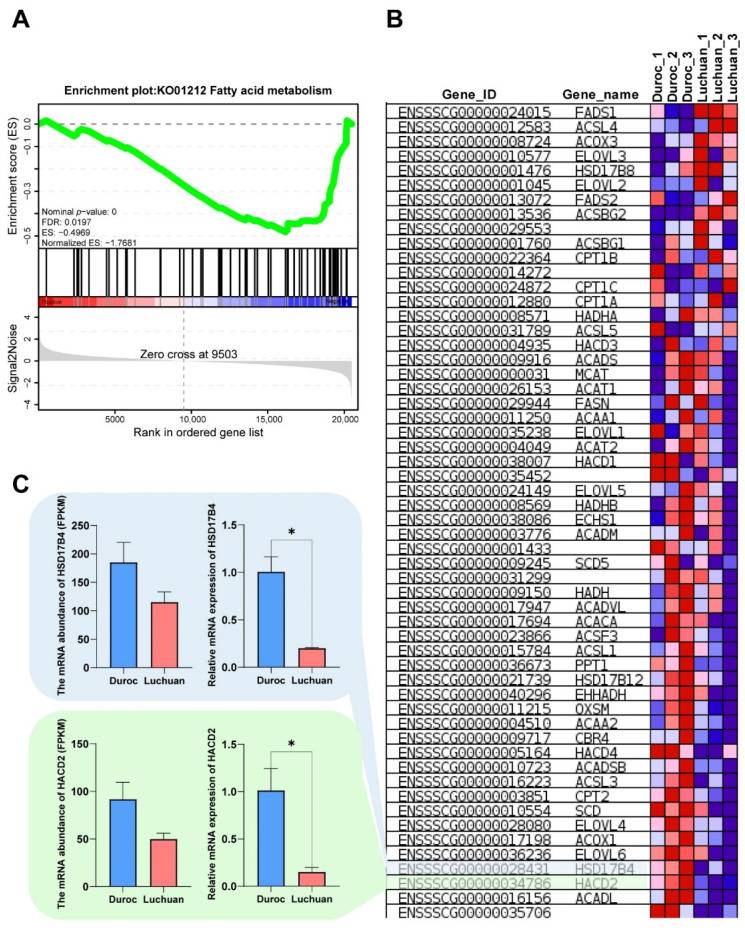 A
Enrichment plot:KO01212 Fatty acid metabolism
Enrichment score (ES)
0.0
−0.1
−0.3
−0.5
Nominal p-value: 0
FDR: 0.0197
ES: −0.4969
Normalized ES: −1.7681
Signal2Noise
4
2
0
−2
−4
Zero cross at 9503
5000
10,000
15,000
20,000
Rank in ordered gene list
B
Gene_ID Gene_name Duroc_1 Duroc_2 Duroc_3 Luchuan_1 Luchuan_2 Luchuan_3
ENSSSCG00000024015 FADS1
ENSSSCG00000012583 ACSL4
ENSSSCG00000008724 ACOX3
ENSSSCG00000010577 ELOVL3
ENSSSCG00000001476 HSD17B8
ENSSSCG00000001045 ELOVL2
ENSSSCG00000013072 FADS2
ENSSSCG00000013536 ACSBG2
ENSSSCG00000029553
ENSSSCG00000001760 ACSBG1
ENSSSCG00000022364 CPT1B
ENSSSCG00000014272
ENSSSCG00000024872 CPT1C
ENSSSCG00000012880 CPT1A
ENSSSCG00000008571 HADHA
ENSSSCG00000031789 ACSL5
ENSSSCG00000004935 HACD3
ENSSSCG00000009916 ACADS
ENSSSCG00000000031 MCAT
ENSSSCG00000026153 ACAT1
ENSSSCG00000029944 FASN
ENSSSCG00000011250 ACAA1
ENSSSCG00000035238 ELOVL1
ENSSSCG00000004049 ACAT2
ENSSSCG00000038007 HACD1
ENSSSCG00000035452
ENSSSCG00000024149 ELOVL5
ENSSSCG00000008569 HADHB
ENSSSCG00000038086 ECHS1
ENSSSCG00000003776 ACADM
ENSSSCG00000001433
ENSSSCG00000009245 SCD5
ENSSSCG00000031299
ENSSSCG00000009150 HADH
ENSSSCG00000017947 ACADVL
ENSSSCG00000017694 ACACA
ENSSSCG00000023866 ACSF3
ENSSSCG00000015784 ACSL1
ENSSSCG00000036673 PPT1
ENSSSCG00000021739 HSD17B12
ENSSSCG00000040296 EHHADH
ENSSSCG00000011215 OXSM
ENSSSCG00000004510 ACAA2
ENSSSCG00000009717 CBR4
ENSSSCG00000005164 HACD4
ENSSSCG00000010723 ACADSB
ENSSSCG00000016223 ACSL3
ENSSSCG00000003851 CPT2
ENSSSCG00000010554 SCD
ENSSSCG00000028080 ELOVL4
ENSSSCG00000017198 ACOX1
ENSSSCG00000036236 ELOVL6
ENSSSCG00000028431 HSD17B4
ENSSSCG00000034786 HACD2
ENSSSCG00000016156 ACADL
ENSSSCG00000035706
C
The mRNA abundance of HSD17B4 (FPKM)
250
200
150
100
50
0
Duroc Luchuan
Relative mRNA expression of HSD17B4
1.5
1.0
0.5
0.0
*
Duroc Luchuan
The mRNA abundance of HACD2 (FPKM)
150
100
50
0
Duroc Luchuan
Relative mRNA expression of HACD2
1.5
1.0
0.5
0.0
*
Duroc Luchuan